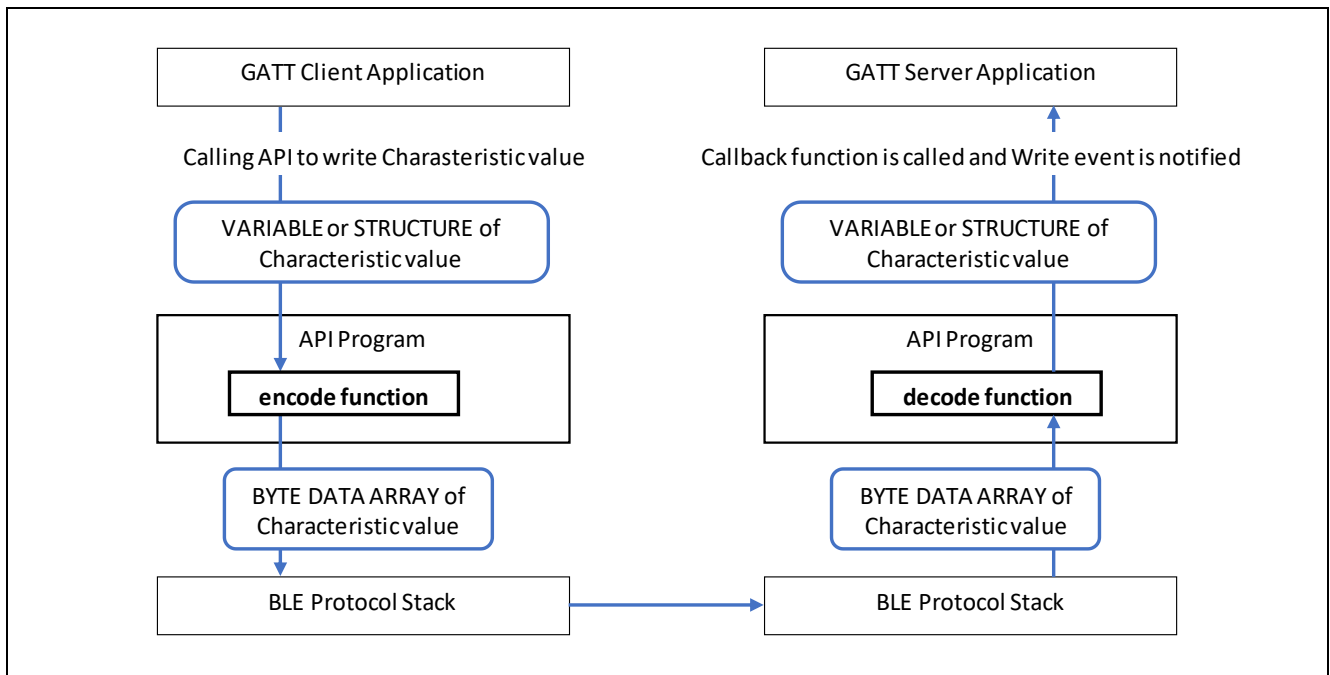 GATT Client Application
Calling API to write Charasteristic value
VARIABLE or STRUCTURE of
Characteristic value
API Program
encode function
BYTE DATA ARRAY of
Characteristic value
BLE Protocol Stack
GATT Server Application
Callback function is called and Write event is notified
VARIABLE or STRUCTURE of
Characteristic value
API Program
decode function
BYTE DATA ARRAY of
Characteristic value
BLE Protocol Stack